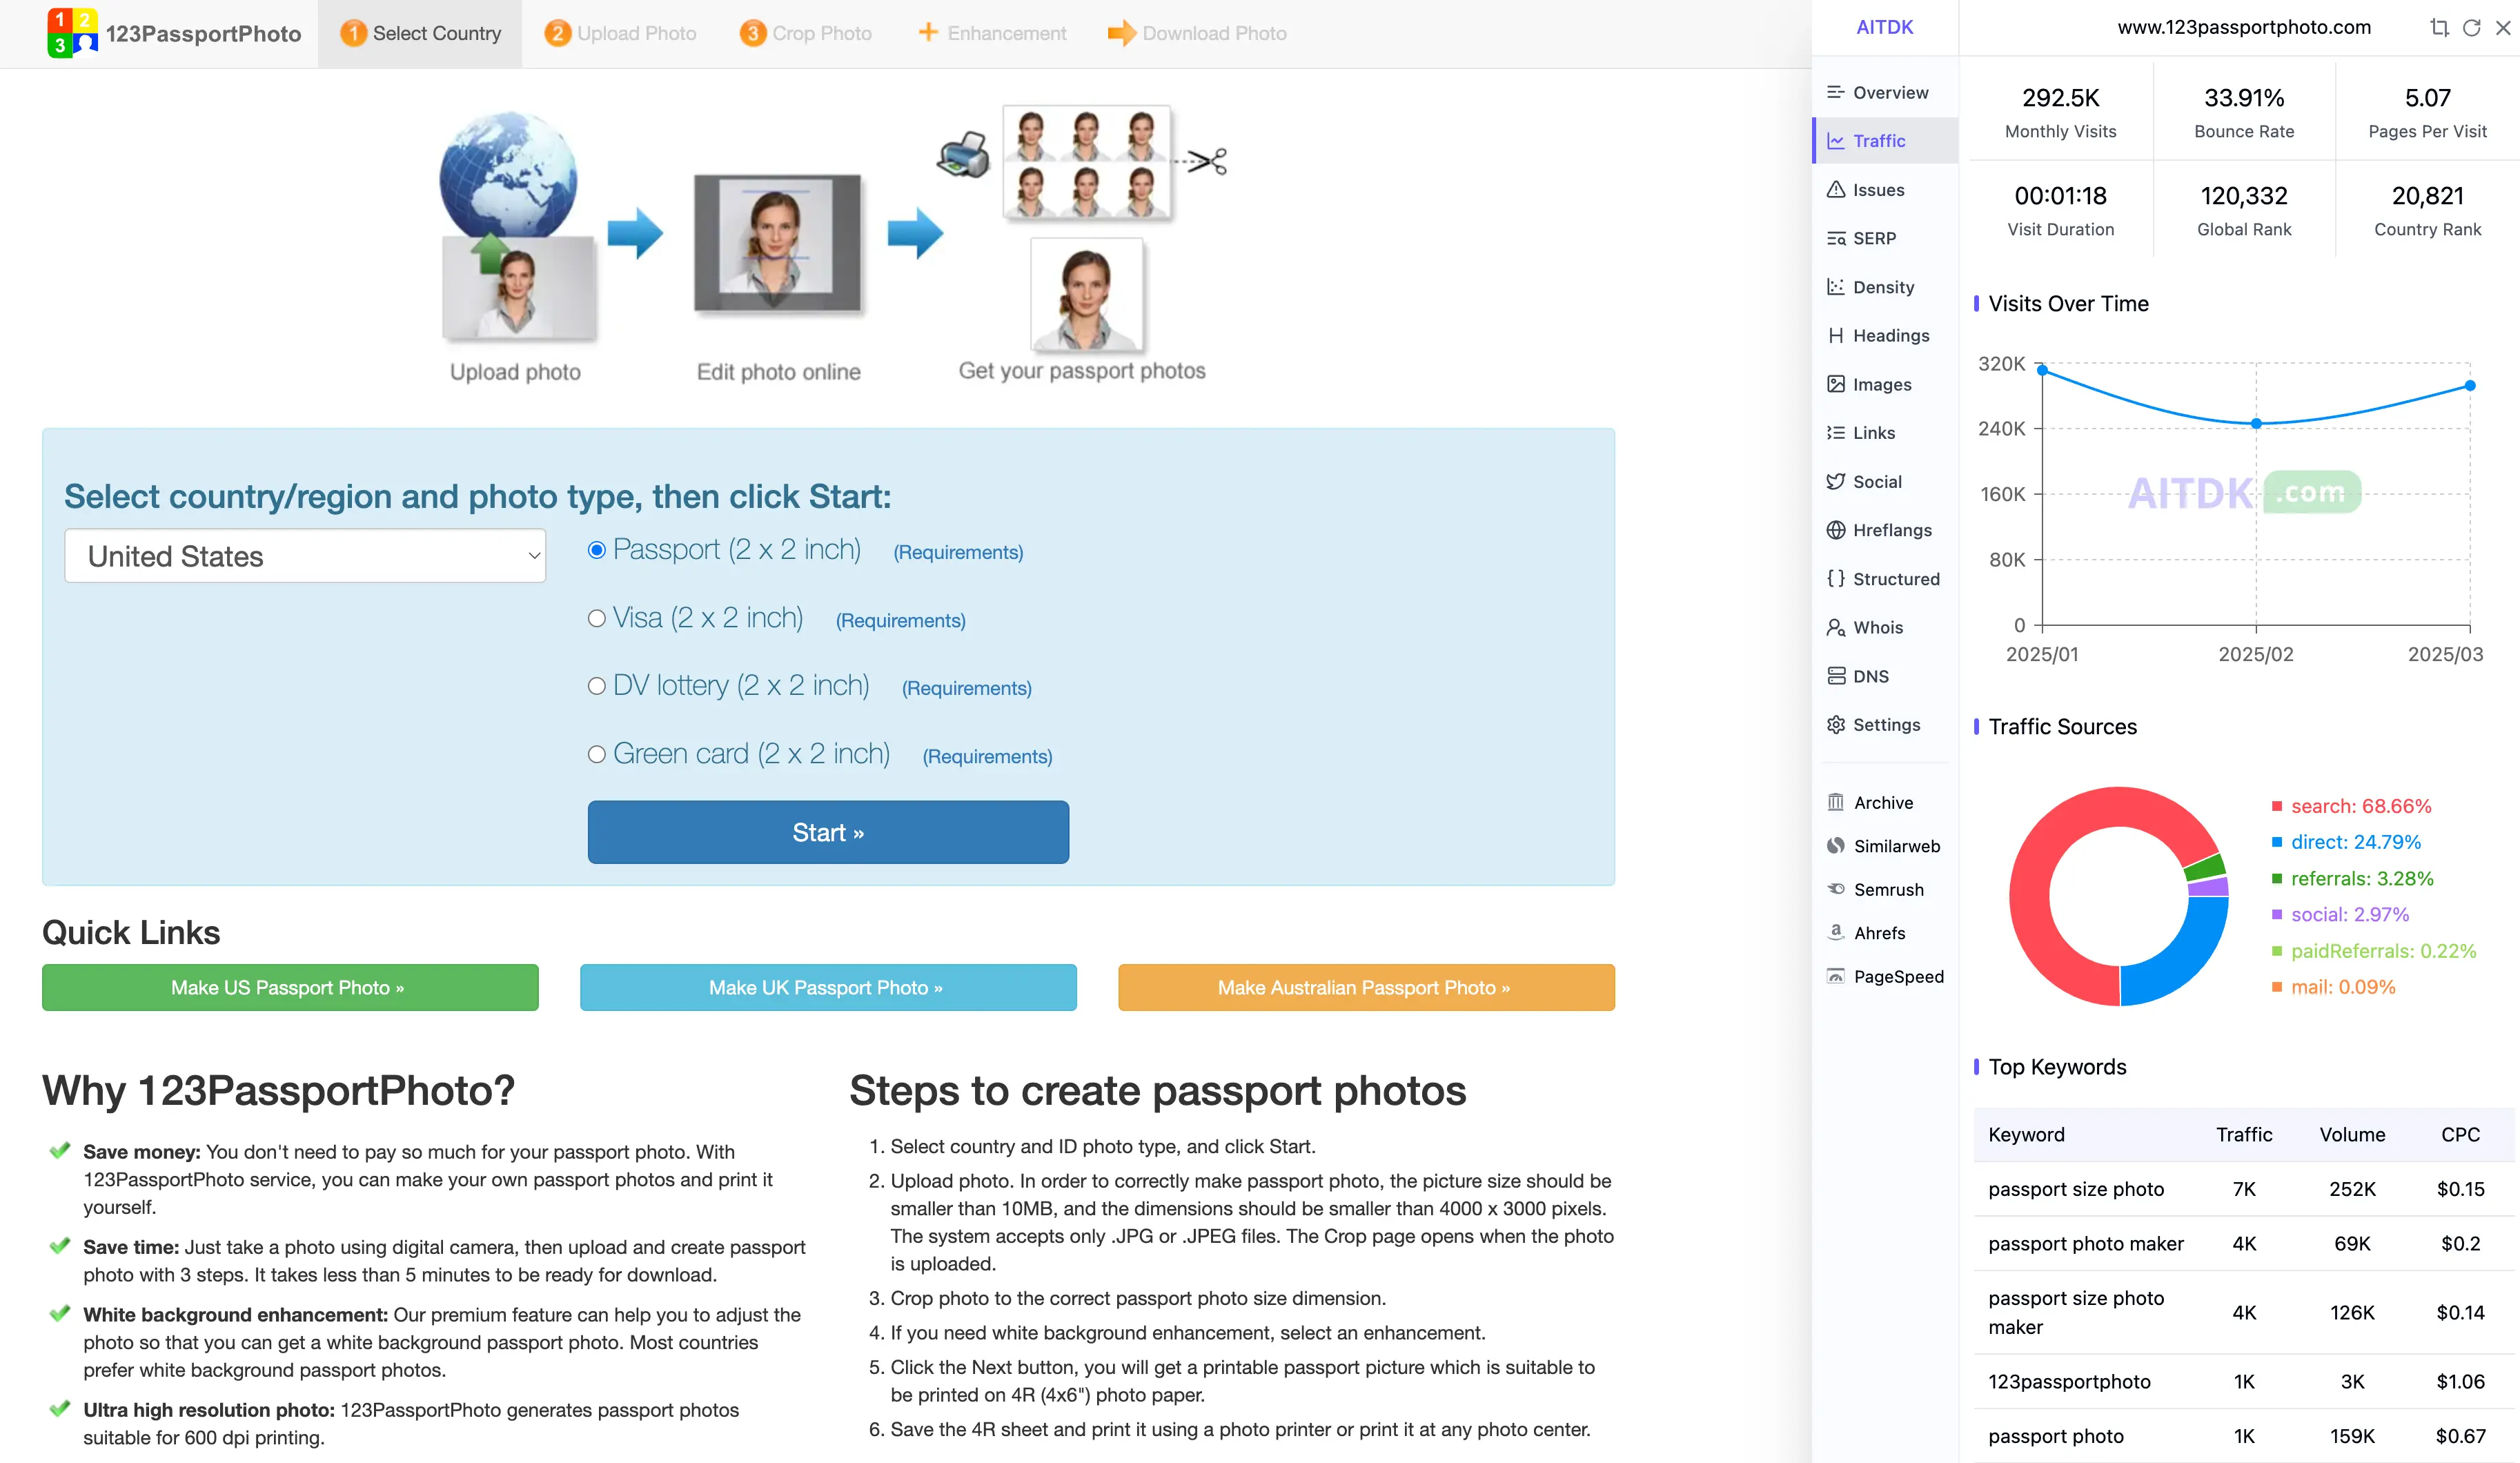 1 2
3
123PassportPhoto
1 Select Country
2 Upload Photo
3 Crop Photo
Enhancement
Download Photo
Upload photo
Edit photo online
Get your passport photos
Select country/region and photo type, then click Start:
United States
Passport (2 x 2 inch) (Requirements)
Visa (2 x 2 inch) (Requirements)
DV lottery (2 x 2 inch) (Requirements)
Green card (2 x 2 inch) (Requirements)
Start »
Quick Links
Make US Passport Photo »
Make UK Passport Photo »
Make Australian Passport Photo »
Why 123PassportPhoto?
Save money: You don't need to pay so much for your passport photo. With
123PassportPhoto service, you can make your own passport photos and print it
yourself.
Save time: Just take a photo using digital camera, then upload and create passport
photo with 3 steps. It takes less than 5 minutes to be ready for download.
White background enhancement: Our premium feature can help you to adjust the
photo so that you can get a white background passport photo. Most countries
prefer white background passport photos.
Ultra high resolution photo: 123PassportPhoto generates passport photos
suitable for 600 dpi printing.
Steps to create passport photos
1. Select country and ID photo type, and click Start.
2. Upload photo. In order to correctly make passport photo, the picture size should be
smaller than 10MB, and the dimensions should be smaller than 4000 x 3000 pixels.
The system accepts only .JPG or .JPEG files. The Crop page opens when the photo
is uploaded.
3. Crop photo to the correct passport photo size dimension.
4. If you need white background enhancement, select an enhancement.
5. Click the Next button, you will get a printable passport picture which is suitable to
be printed on 4R (4x6") photo paper.
6. Save the 4R sheet and print it using a photo printer or print it at any photo center.
AITDK
Overview
Traffic
Issues
SERP
Density
Headings
Images
Links
Social
Hreflangs
Structured
Whois
DNS
Settings
Archive
Similarweb
Semrush
Ahrefs
PageSpeed
www.123passportphoto.com
292.5K
Monthly Visits
33.91%
Bounce Rate
5.07
Pages Per Visit
00:01:18
Visit Duration
120,332
Global Rank
20,821
Country Rank
Visits Over Time
320K
240K
160K
80K
0
AITDK .com
2025/01 2025/02 2025/03
Traffic Sources
search: 68.66%
direct: 24.79%
referrals: 3.28%
social: 2.97%
paidReferrals: 0.22%
mail: 0.09%
Top Keywords
Keyword Traffic Volume CPC
passport size photo 7K 252K $0.15
passport photo maker 4K 69K $0.2
passport size photo
maker 4K 126K $0.14
123passportphoto 1K 3K $1.06
passport photo 1K 159K $0.67